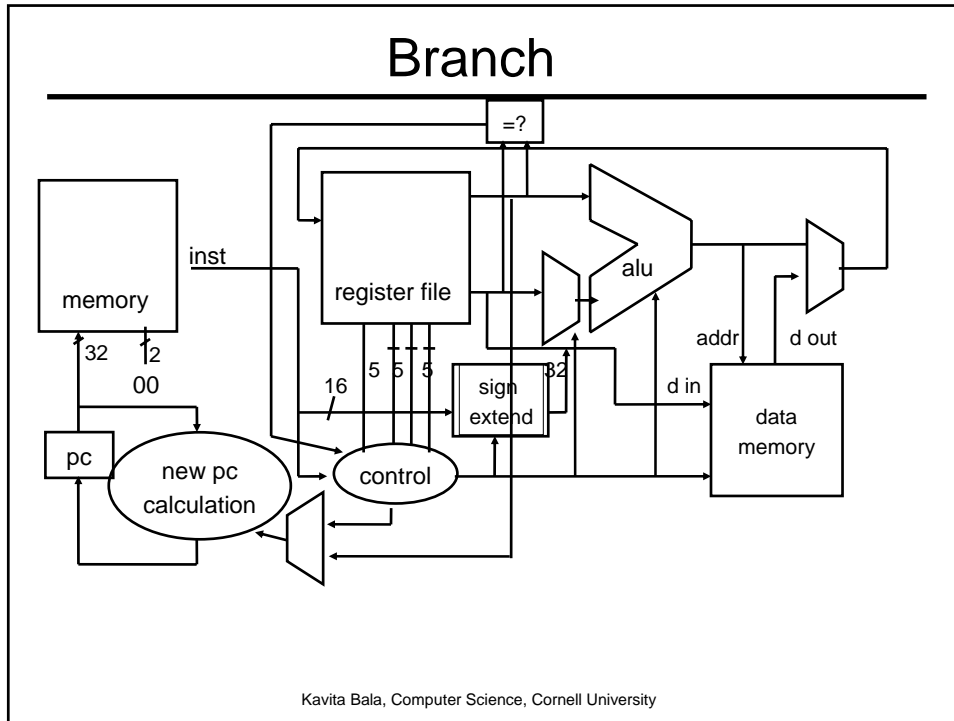 Branch
=?
inst
memory
register file
alu
32
2
00
addr
d out
5
5
5
32
16
sign
extend
d in
data
memory
pc
new pc
calculation
control
Kavita Bala, Computer Science, Cornell University